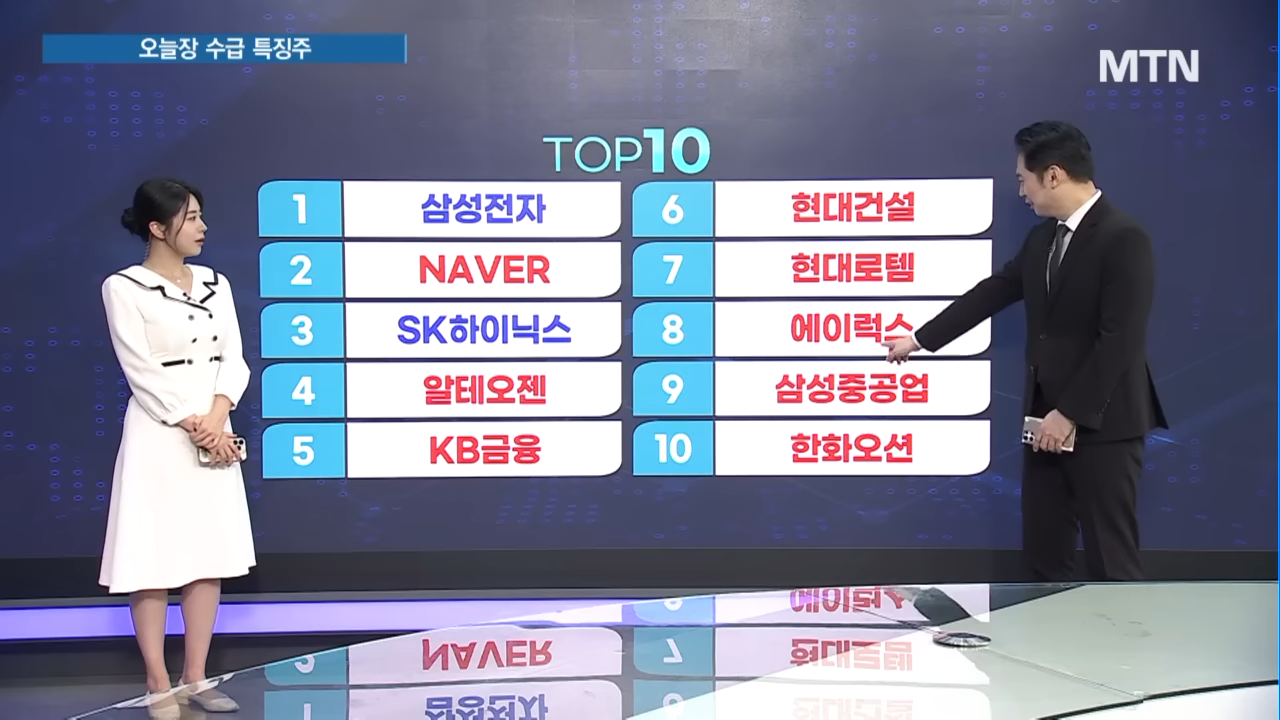 오늘장 수급 특징주
MTN
TOP10
1 삼성전자
2 NAVER
3 SK하이닉스
4 알테오젠
5 KB금융
6 현대건설
7 현대로템
8 에이럭스
9 삼성중공업
10 한화오션